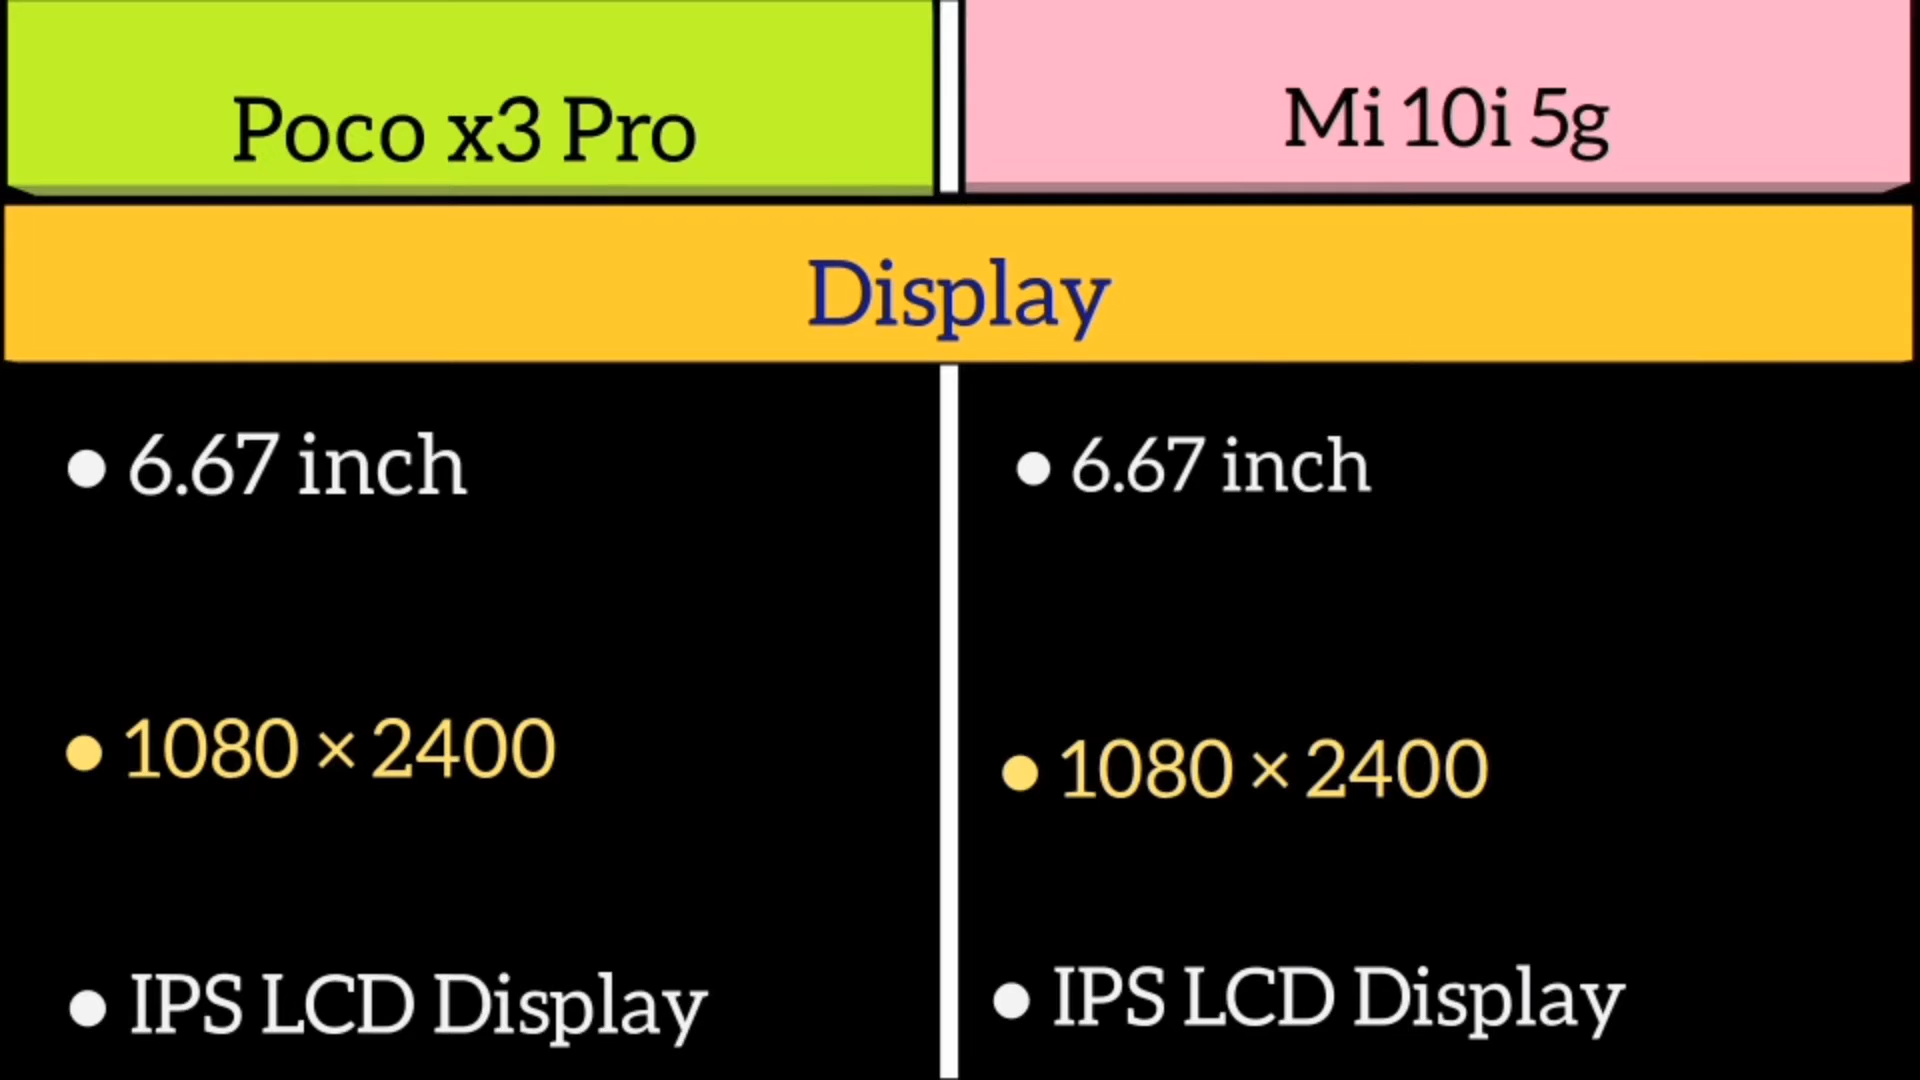 Poco x3 Pro
Mi 10i 5g
Display
6.67 inch
6.67 inch
1080 × 2400
1080 × 2400
IPS LCD Display
IPS LCD Display